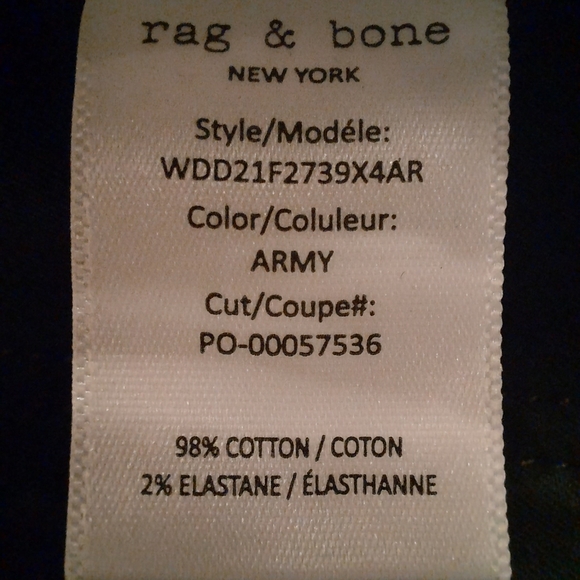 rag & bone
NEW YORK
Style/Modéle:
WDD21F2739X4AR
Color/Coluleur:
ARMY
Cut/Coupe#:
PO-00057536
98% COTTON / COTON
2% ELASTANE / ÉLASTHANNE